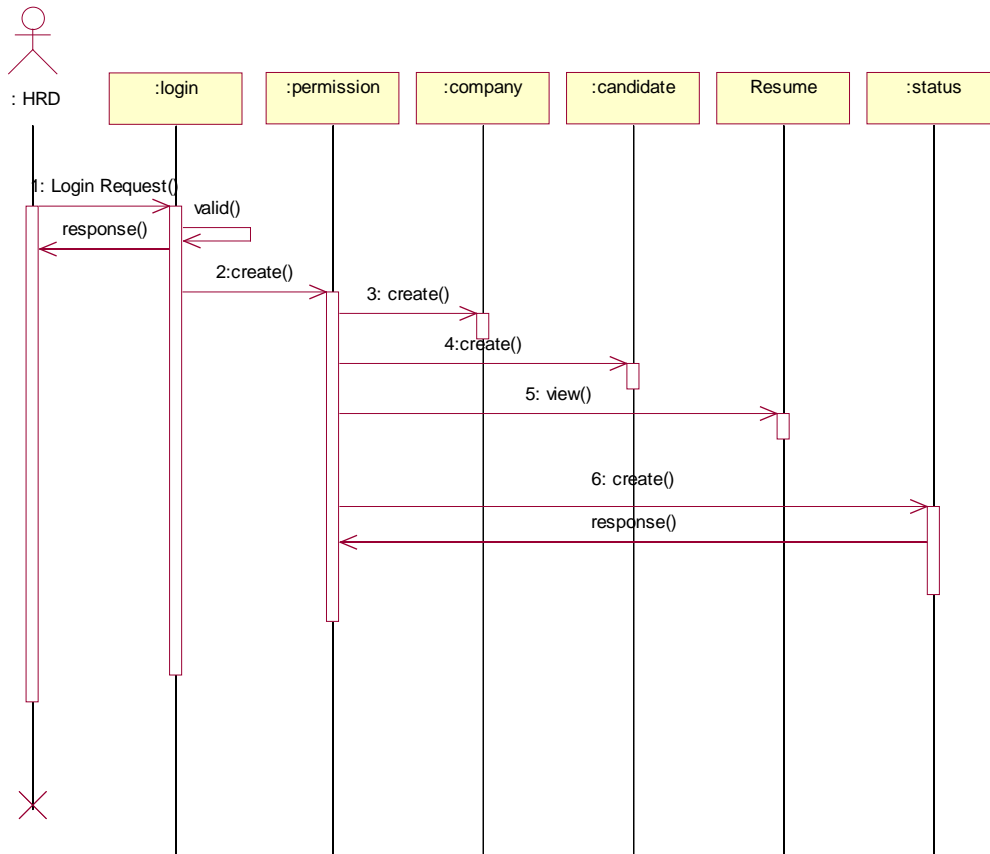 : HRD
:login
:permission
:company
:candidate
Resume
:status
1: Login Request()
valid()
response()
2:create()
3: create()
4:create()
5: view()
6: create()
response()